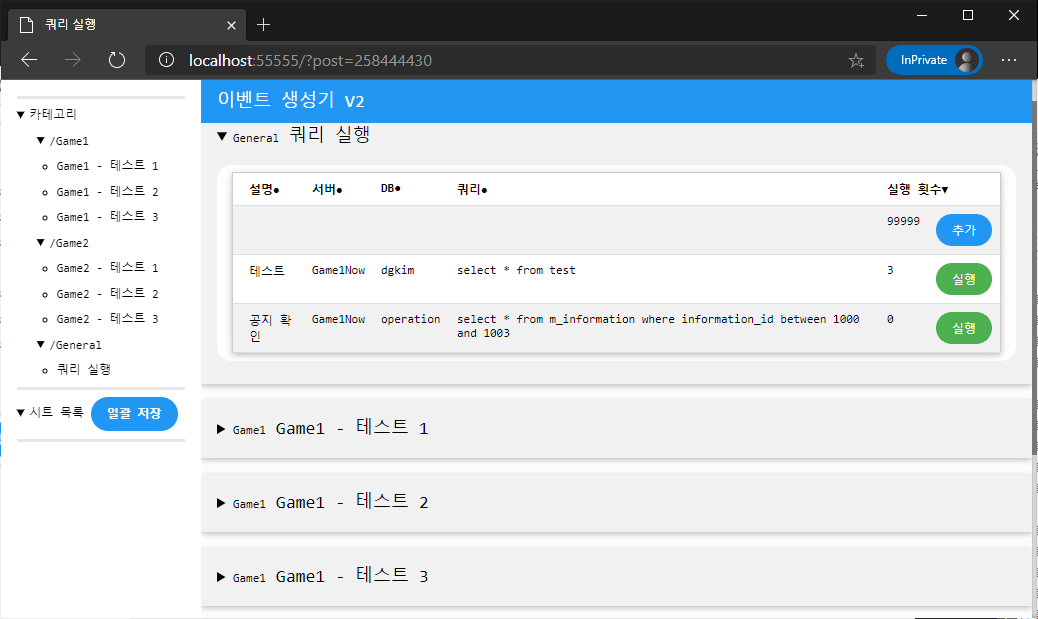 쿼리 실행
localhost:55555/?post=258444430
InPrivate
카테고리
/Game1
Game1 - 테스트 1
Game1 - 테스트 2
Game1 - 테스트 3
/Game2
Game2 - 테스트 1
Game2 - 테스트 2
Game2 - 테스트 3
/General
쿼리 실행
시트 목록 일괄 저장
이벤트 생성기 V2
General 쿼리 실행
설명● 서버● DB● 쿼리● 실행 횟수▼
99999 추가
테스트 Game1Now dgkim select * from test 3 실행
공지 확인 Game1Now operation select * from m_information where information_id between 1000 and 1003 0 실행
Game1 Game1 - 테스트 1
Game1 Game1 - 테스트 2
Game1 Game1 - 테스트 3